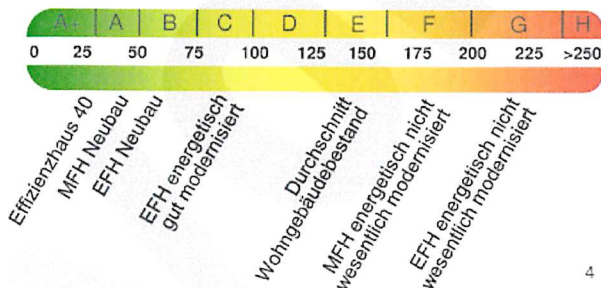 A+ A B C D E F G H
0 25 50 75 100 125 150 175 200 225 >250
Effizienzhaus 40
MFH Neubau
EFH Neubau
EFH energetisch
gut modernisiert
Durchschnitt
Wohngebäudebestand
MFH energetisch nicht
wesentlich modernisiert
EFH energetisch nicht
wesentlich modernisiert
4